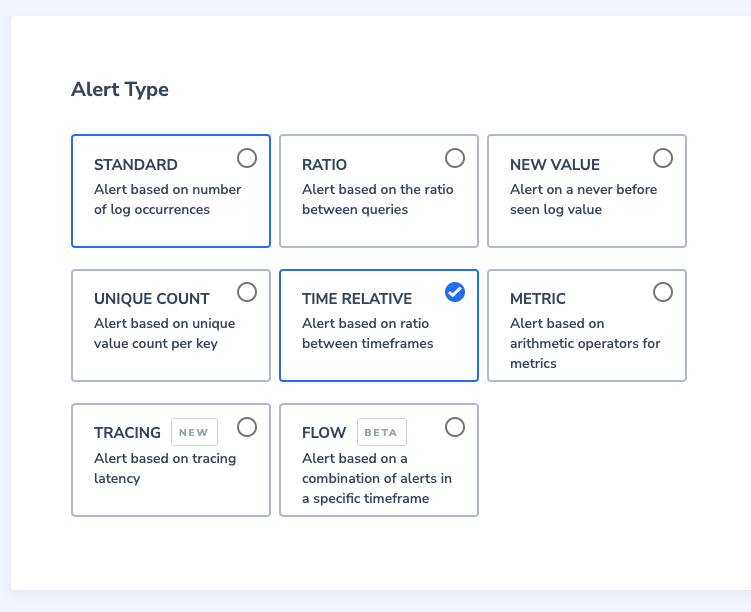 Alert Type
STANDARD
Alert based on number
of log occurrences
RATIO
Alert based on the ratio
between queries
NEW VALUE
Alert on a never before
seen log value
UNIQUE COUNT
Alert based on unique
value count per key
TIME RELATIVE
Alert based on ratio
between timeframes
METRIC
Alert based on
arithmetic operators for
metrics
TRACING NEW
Alert based on tracing
latency
FLOW BETA
Alert based on a
combination of alerts in
a specific timeframe